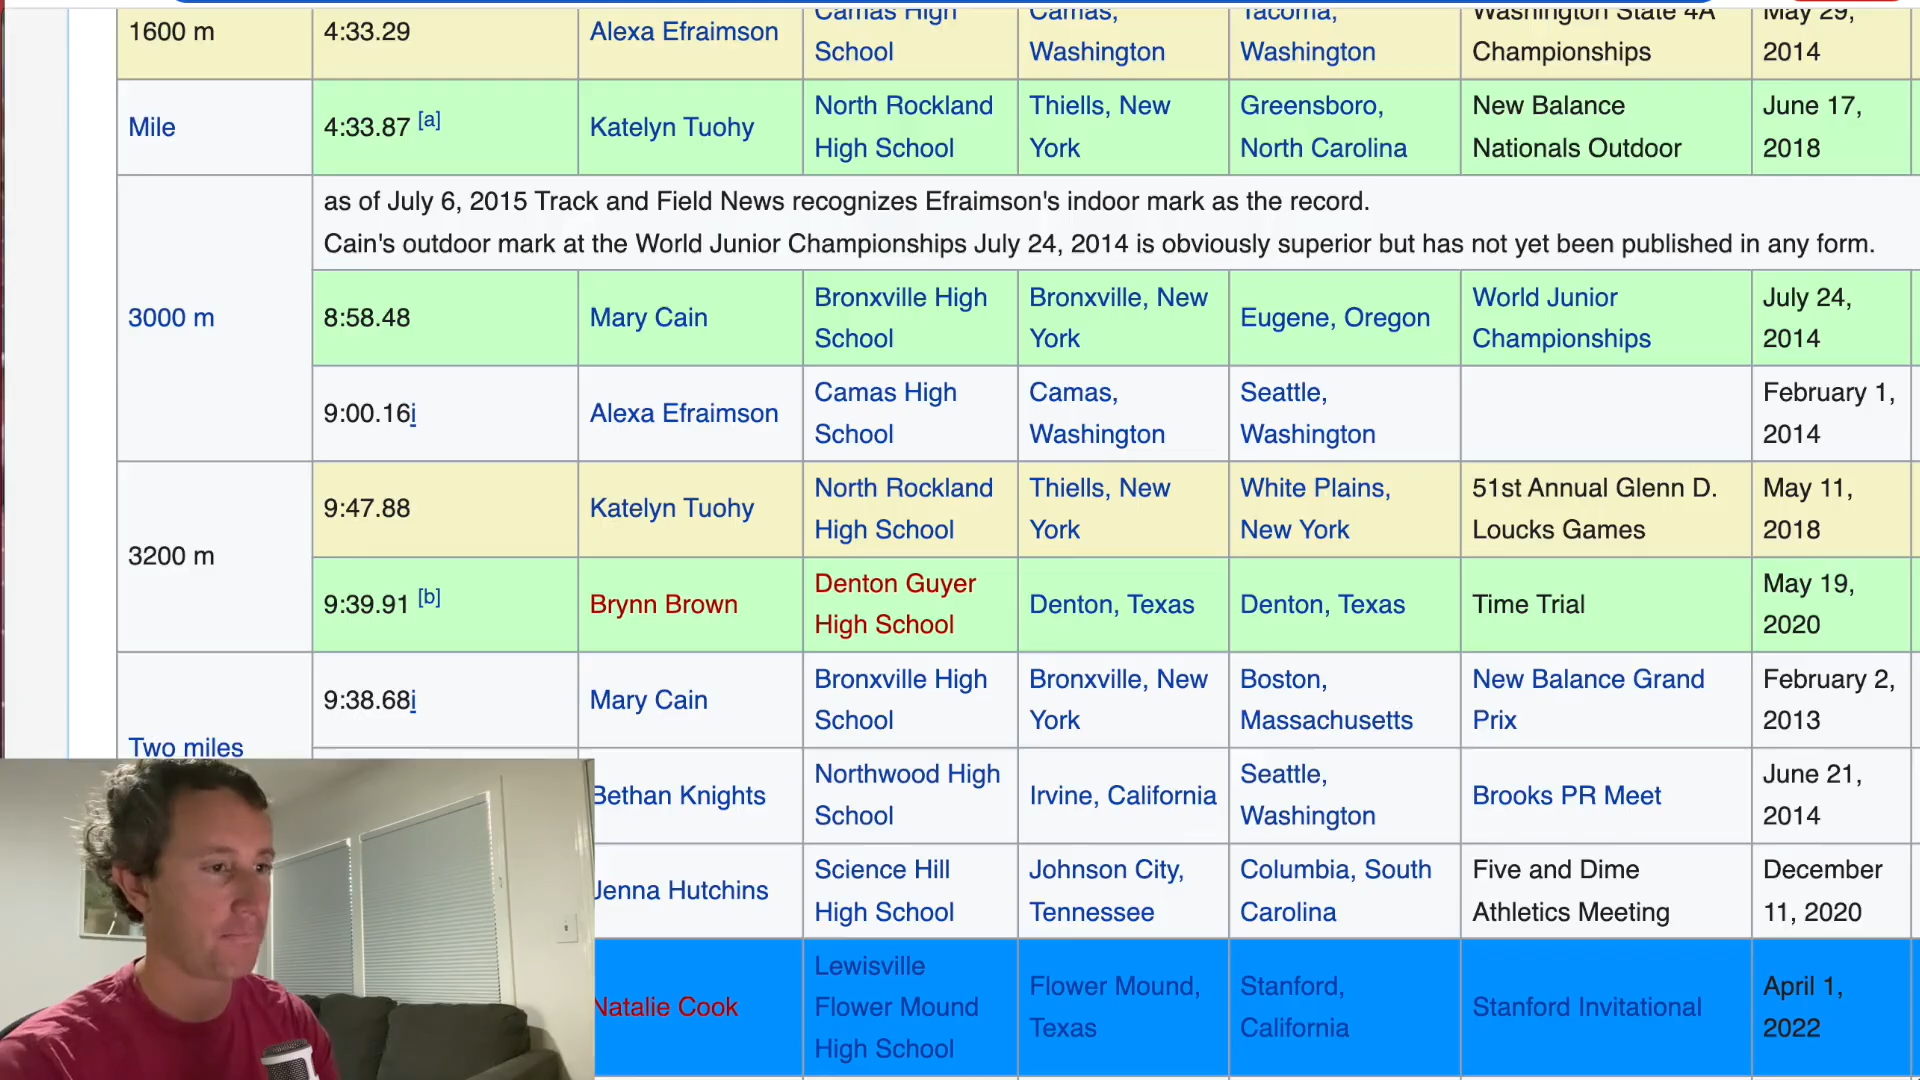 Camas High
Camas,
Tacoma,
Washington State 4A
May 29,
1600 m
4:33.29
Alexa Efraimson
School
Washington
Washington
Championships
2014
Mile
4:33.87 [a]
Katelyn Tuohy
North Rockland
High School
Thiells, New
York
Greensboro,
North Carolina
New Balance
Nationals Outdoor
June 17,
2018
3000 m
as of July 6, 2015 Track and Field News recognizes Efraimson's indoor mark as the record.
Cain's outdoor mark at the World Junior Championships July 24, 2014 is obviously superior but has not yet been published in any form.
8:58.48
Mary Cain
Bronxville High
School
Bronxville, New
York
Eugene, Oregon
World Junior
Championships
July 24,
2014
9:00.16i
Alexa Efraimson
Camas High
School
Camas,
Washington
Seattle,
Washington
February 1,
2014
3200 m
9:47.88
Katelyn Tuohy
North Rockland
High School
Thiells, New
York
White Plains,
New York
51st Annual Glenn D.
Loucks Games
May 11,
2018
9:39.91 [b]
Brynn Brown
Denton Guyer
High School
Denton, Texas
Denton, Texas
Time Trial
May 19,
2020
Two miles
9:38.68i
Mary Cain
Bronxville High
School
Bronxville, New
York
Boston,
Massachusetts
New Balance Grand
Prix
February 2,
2013
Bethan Knights
Northwood High
School
Irvine, California
Seattle,
Washington
Brooks PR Meet
June 21,
2014
Jenna Hutchins
Science Hill
High School
Johnson City,
Tennessee
Columbia, South
Carolina
Five and Dime
Athletics Meeting
December
11, 2020
Natalie Cook
Lewisville
Flower Mound
High School
Flower Mound,
Texas
Stanford,
California
Stanford Invitational
April 1,
2022